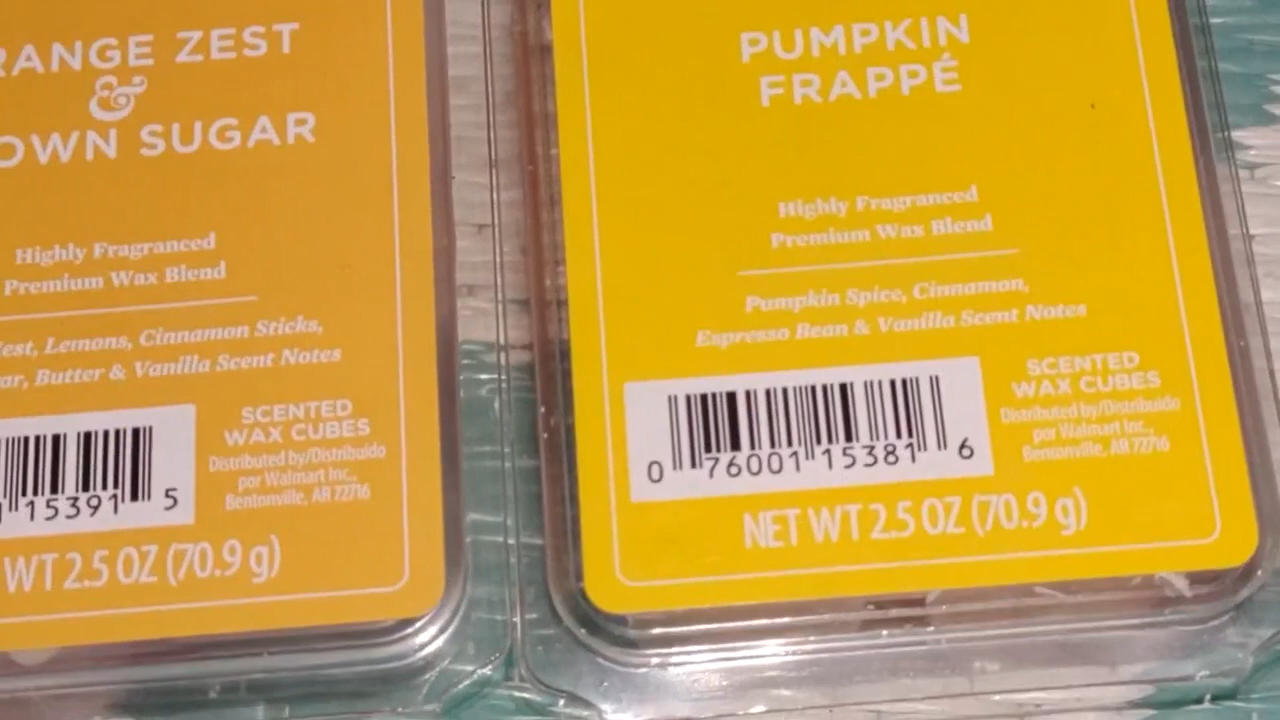 RANGE ZEST
&
OWN SUGAR
Highly Fragranced
Premium Wax Blend
Zest, Lemons, Cinnamon Sticks,
ar, Butter & Vanilla Scent Notes
15391 5
SCENTED
WAX CUBES
Distributed by/Distribuido
por Walmart Inc.,
Bentonville, AR 72716
WT 2.5 OZ (70.9 g)
PUMPKIN
FRAPPÉ
Highly Fragranced
Premium Wax Blend
Pumpkin Spice, Cinnamon,
Espresso Bean & Vanilla Scent Notes
0 76001 15381 6
SCENTED
WAX CUBES
Distributed by/Distribuido
por Walmart Inc.,
Bentonville, AR 72716
NET WT 2.5 OZ (70.9 g)